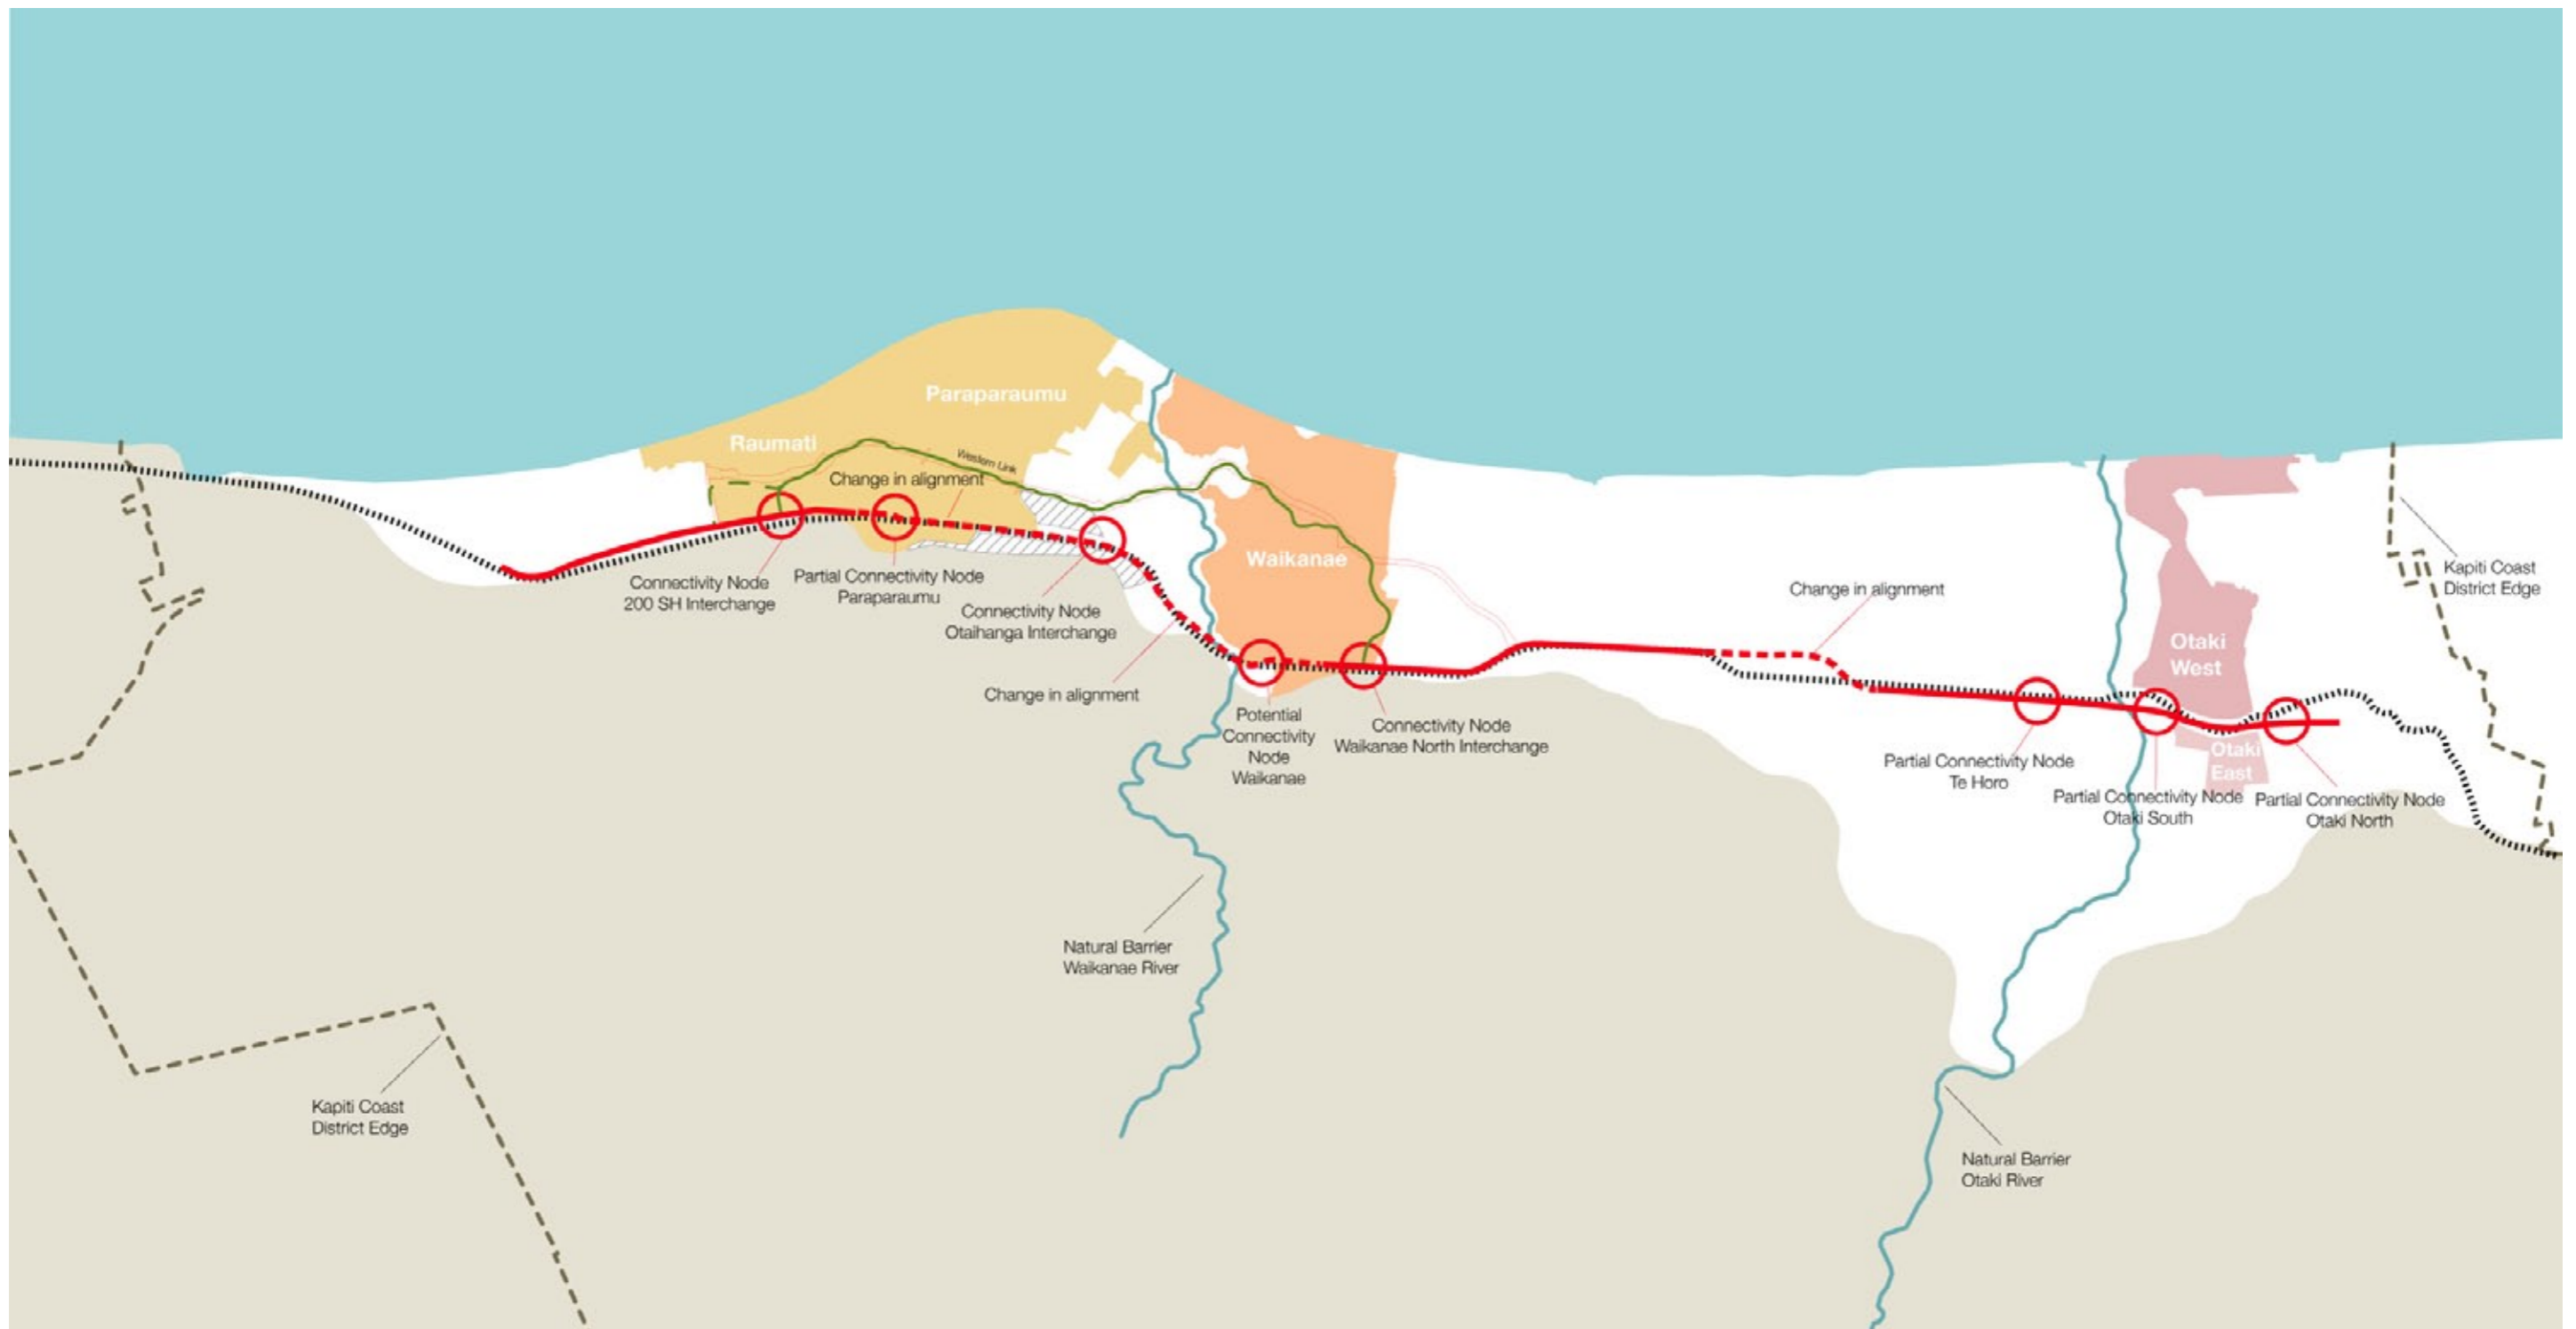 Paraparaumu
Raumati
Western Link
Change in alignment
Waikanae
Connectivity Node
200 SH Interchange
Partial Connectivity Node
Paraparaumu
Connectivity Node
Otaihanga Interchange
Change in alignment
Potential
Connectivity
Node
Waikanae
Connectivity Node
Waikanae North Interchange
Change in alignment
Kapiti Coast
District Edge
Otaki
West
Otaki
East
Partial Connectivity Node
Te Horo
Partial Connectivity Node
Otaki South
Partial Connectivity Node
Otaki North
Natural Barrier
Waikanae River
Kapiti Coast
District Edge
Natural Barrier
Otaki River